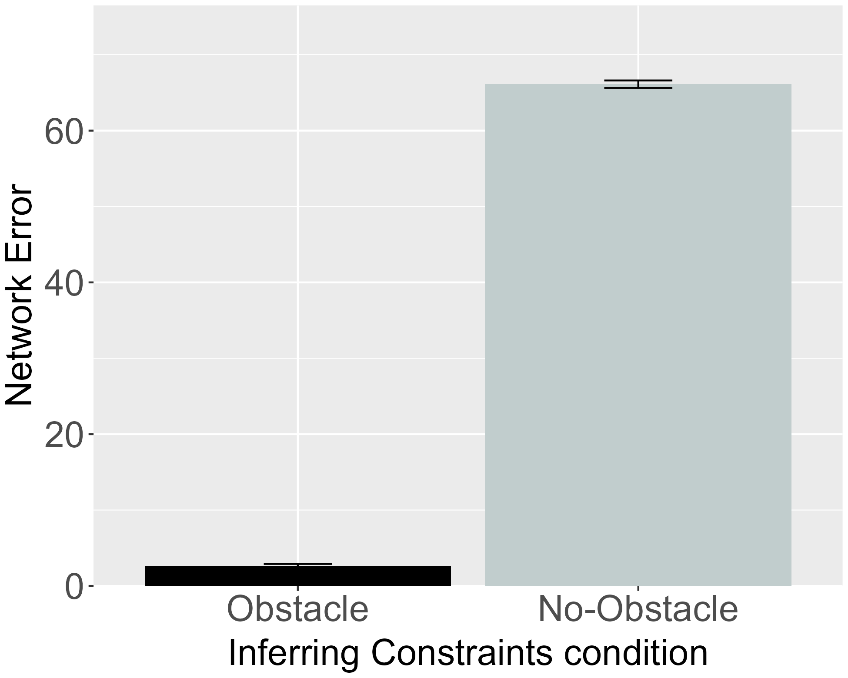 Network Error
60
40
20
0
Obstacle No-Obstacle
Inferring Constraints condition